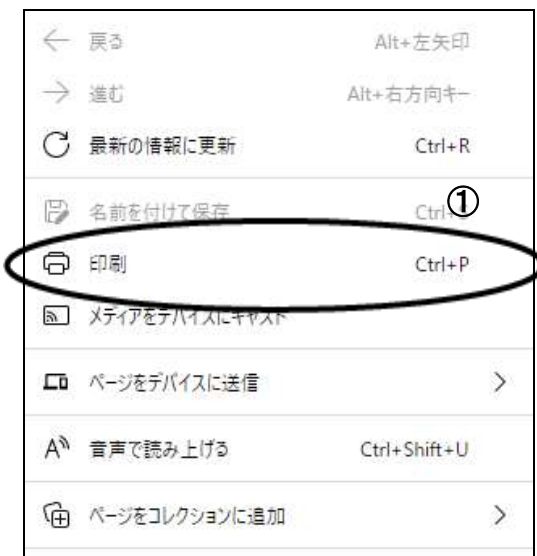 戻る Alt+左矢印
進む Alt+右方向キー
最新の情報に更新 Ctrl+R
①
名前を付けて保存 Ctrl+
印刷 Ctrl+P
メディアをデバイスにキャスト
ページをデバイスに送信
音声で読み上げる Ctrl+Shift+U
ページをコレクションに追加